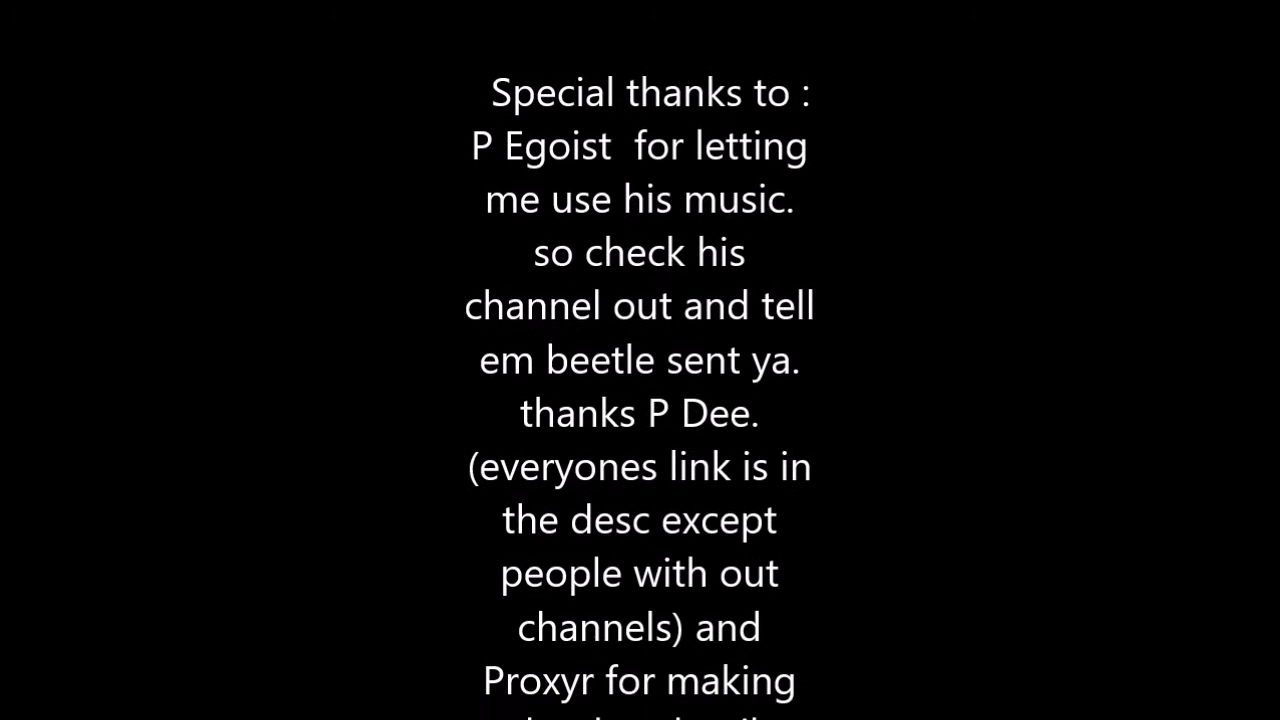 Special thanks to :
P Egoist  for letting
me use his music.
so check his
channel out and tell
em beetle sent ya.
thanks P Dee.
(everyones link is in
the desc except
people with out
channels) and
Proxyr for making